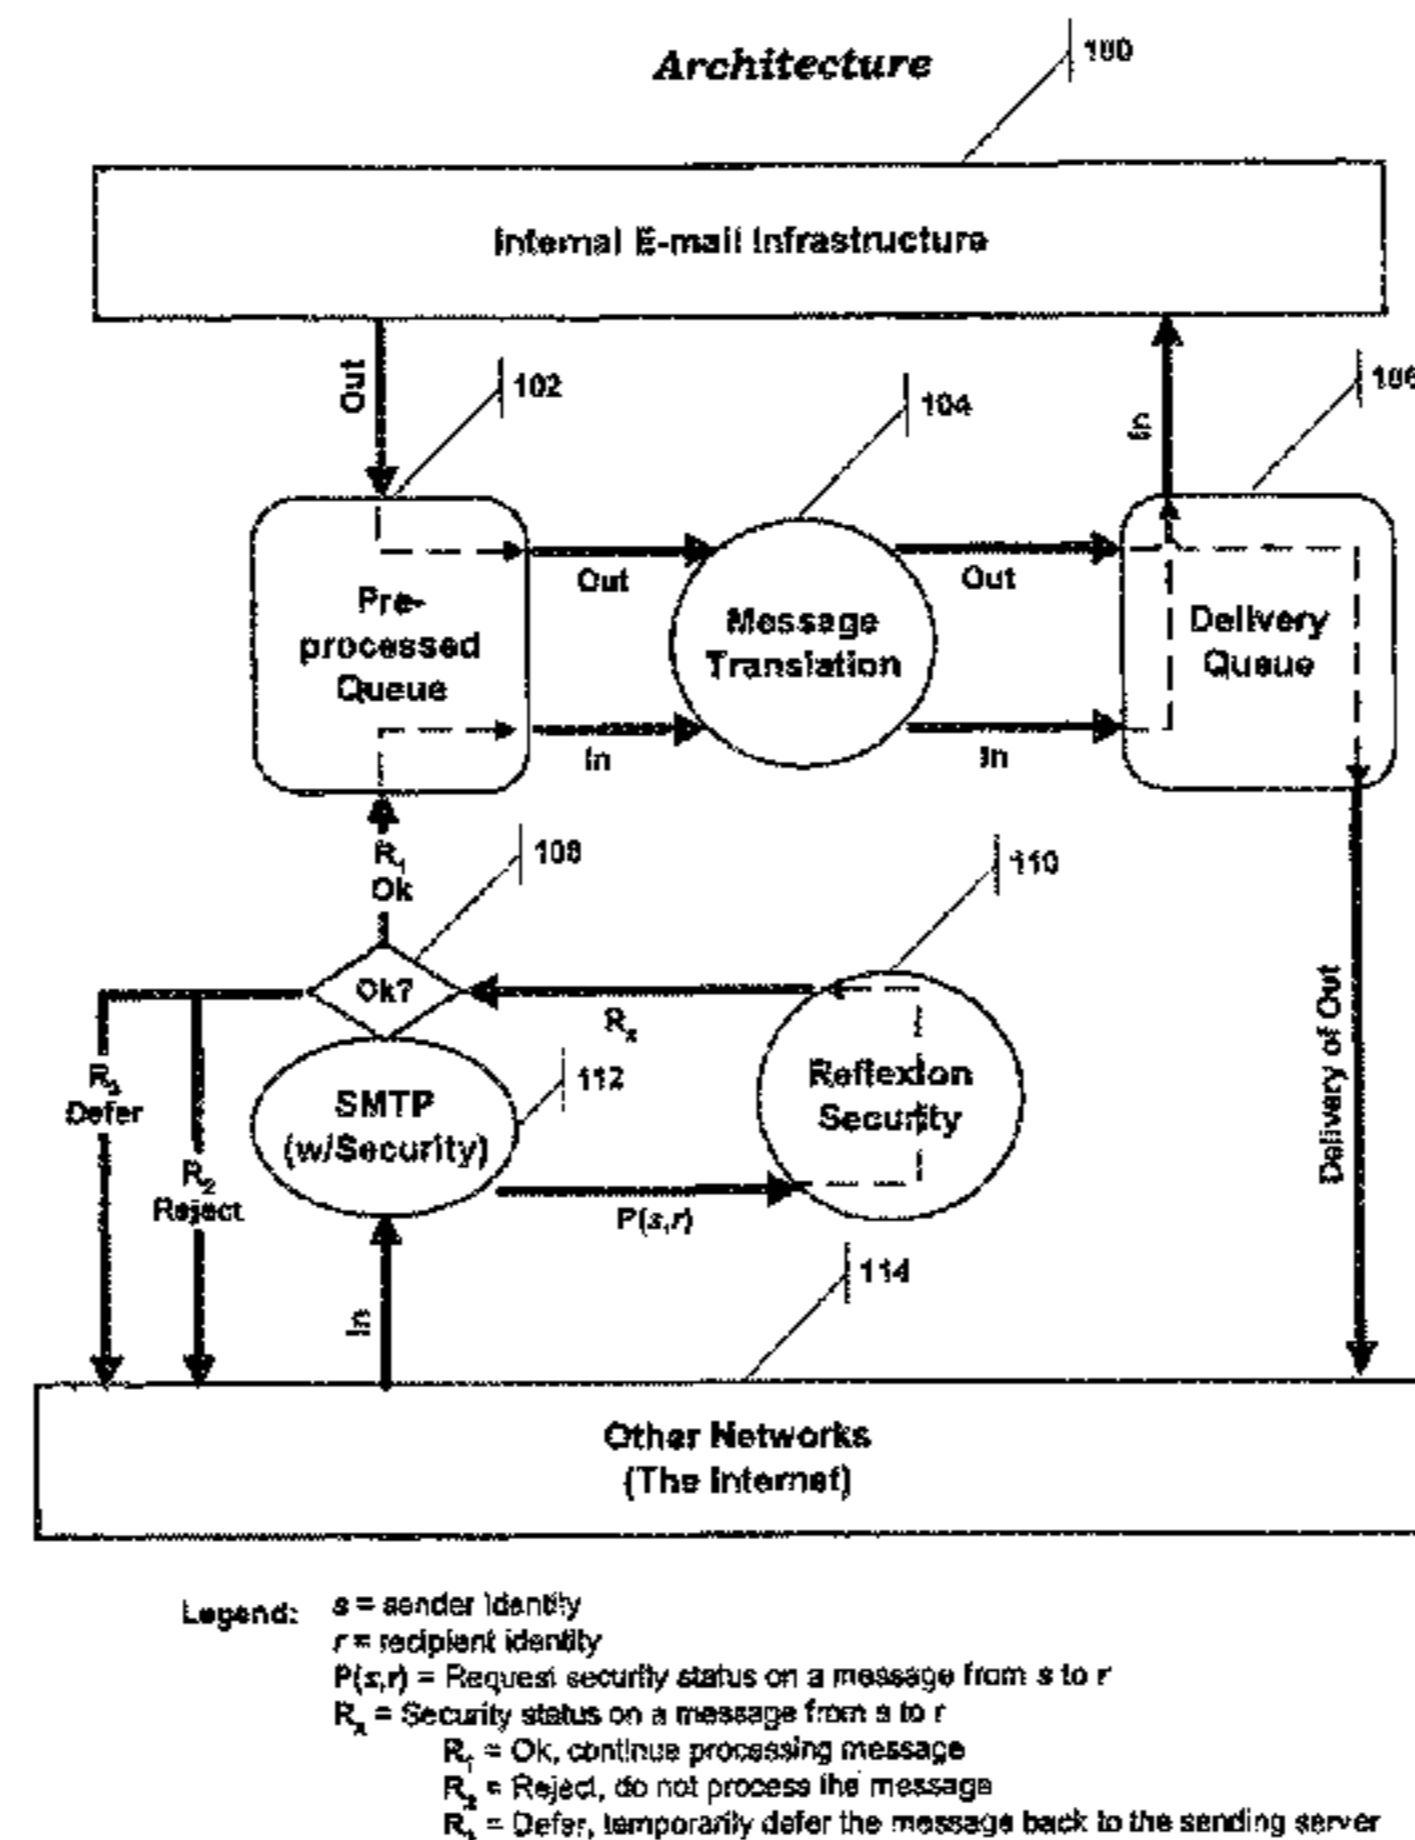 Architecture
100
Internal E-mail Infrastructure
Out
102
104
In
106
Out
Out
Pre-
processed
Queue
Message
Translation
Delivery
Queue
In
In
R1
Ok
108
110
Ok?
Rx
R3
Defer
SMTP
(w/Security)
112
Reflexion
Security
Delivery of Out
R2
Reject
P(s,r)
In
114
Other Networks
(The Internet)
Legend: s = sender identity
r = recipient identity
P(s,r) = Request security status on a message from s to r
Rx = Security status on a message from s to r
R1 = Ok, continue processing message
R2 = Reject, do not process the message
R3 = Defer, temporarily defer the message back to the sending server